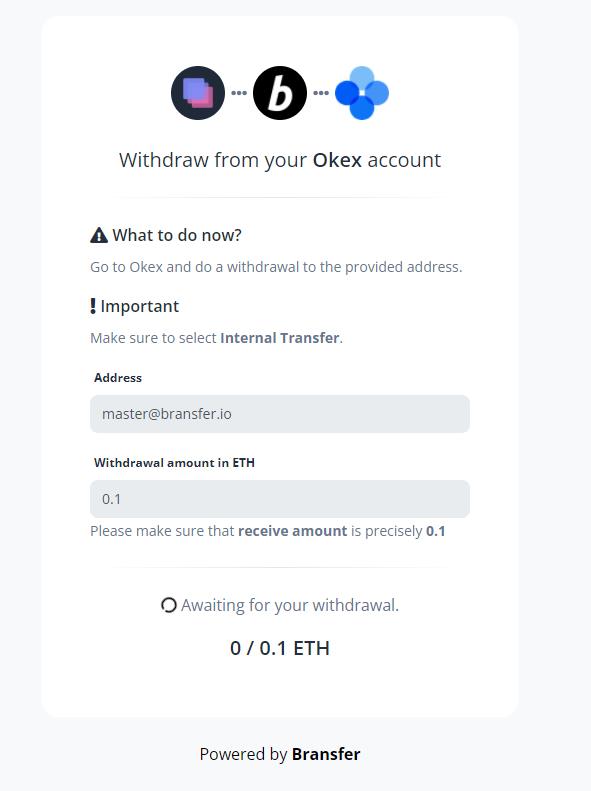 b
Withdraw from your Okex account
What to do now?
Go to Okex and do a withdrawal to the provided address.
Important
Make sure to select Internal Transfer.
Address
master@bransfer.io
Withdrawal amount in ETH
0.1
Please make sure that receive amount is precisely 0.1
Awaiting for your withdrawal.
0 / 0.1 ETH
Powered by Bransfer